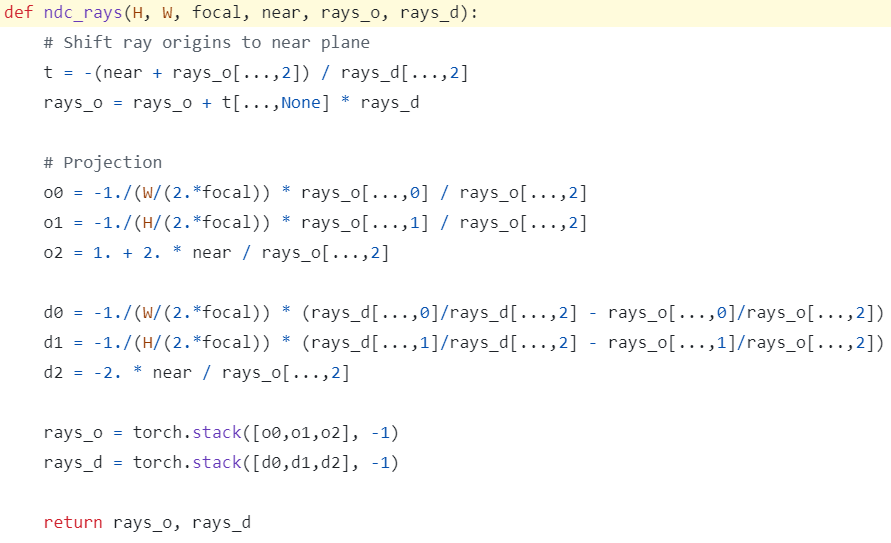 def ndc_rays(H, W, focal, near, rays_o, rays_d):
    # Shift ray origins to near plane
    t = -(near + rays_o[...,2]) / rays_d[...,2]
    rays_o = rays_o + t[...,None] * rays_d

    # Projection
    o0 = -1./(W/(2.*focal)) * rays_o[...,0] / rays_o[...,2]
    o1 = -1./(H/(2.*focal)) * rays_o[...,1] / rays_o[...,2]
    o2 = 1. + 2. * near / rays_o[...,2]

    d0 = -1./(W/(2.*focal)) * (rays_d[...,0]/rays_d[...,2] - rays_o[...,0]/rays_o[...,2])
    d1 = -1./(H/(2.*focal)) * (rays_d[...,1]/rays_d[...,2] - rays_o[...,1]/rays_o[...,2])
    d2 = -2. * near / rays_o[...,2]

    rays_o = torch.stack([o0,o1,o2], -1)
    rays_d = torch.stack([d0,d1,d2], -1)

    return rays_o, rays_d